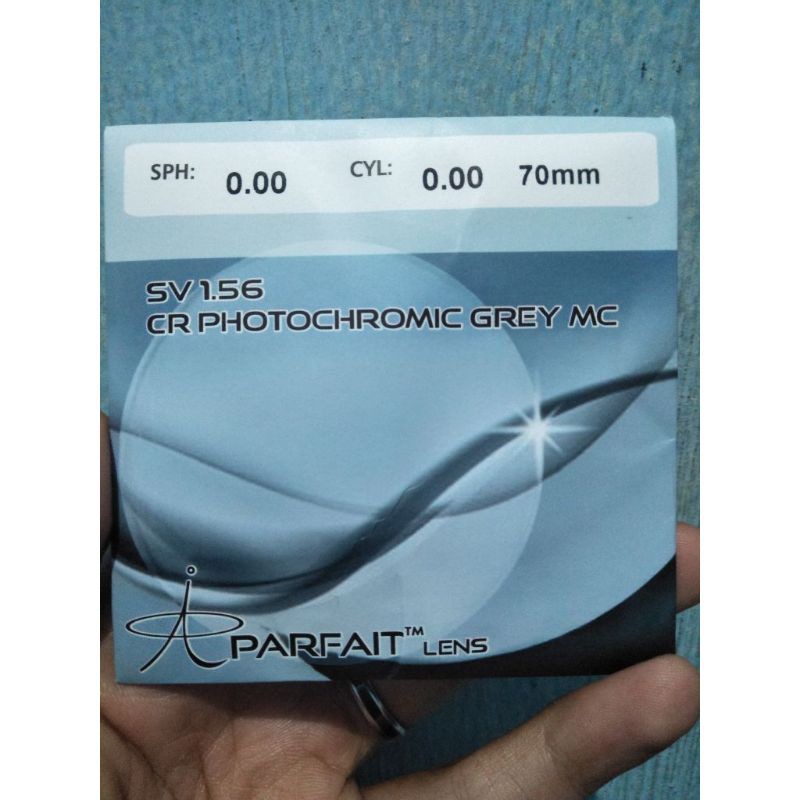 SPH: 0.00 CYL: 0.00 70mm
SV 1.56
CR PHOTOCHROMIC GREY MC
PARFAIT™ LENS